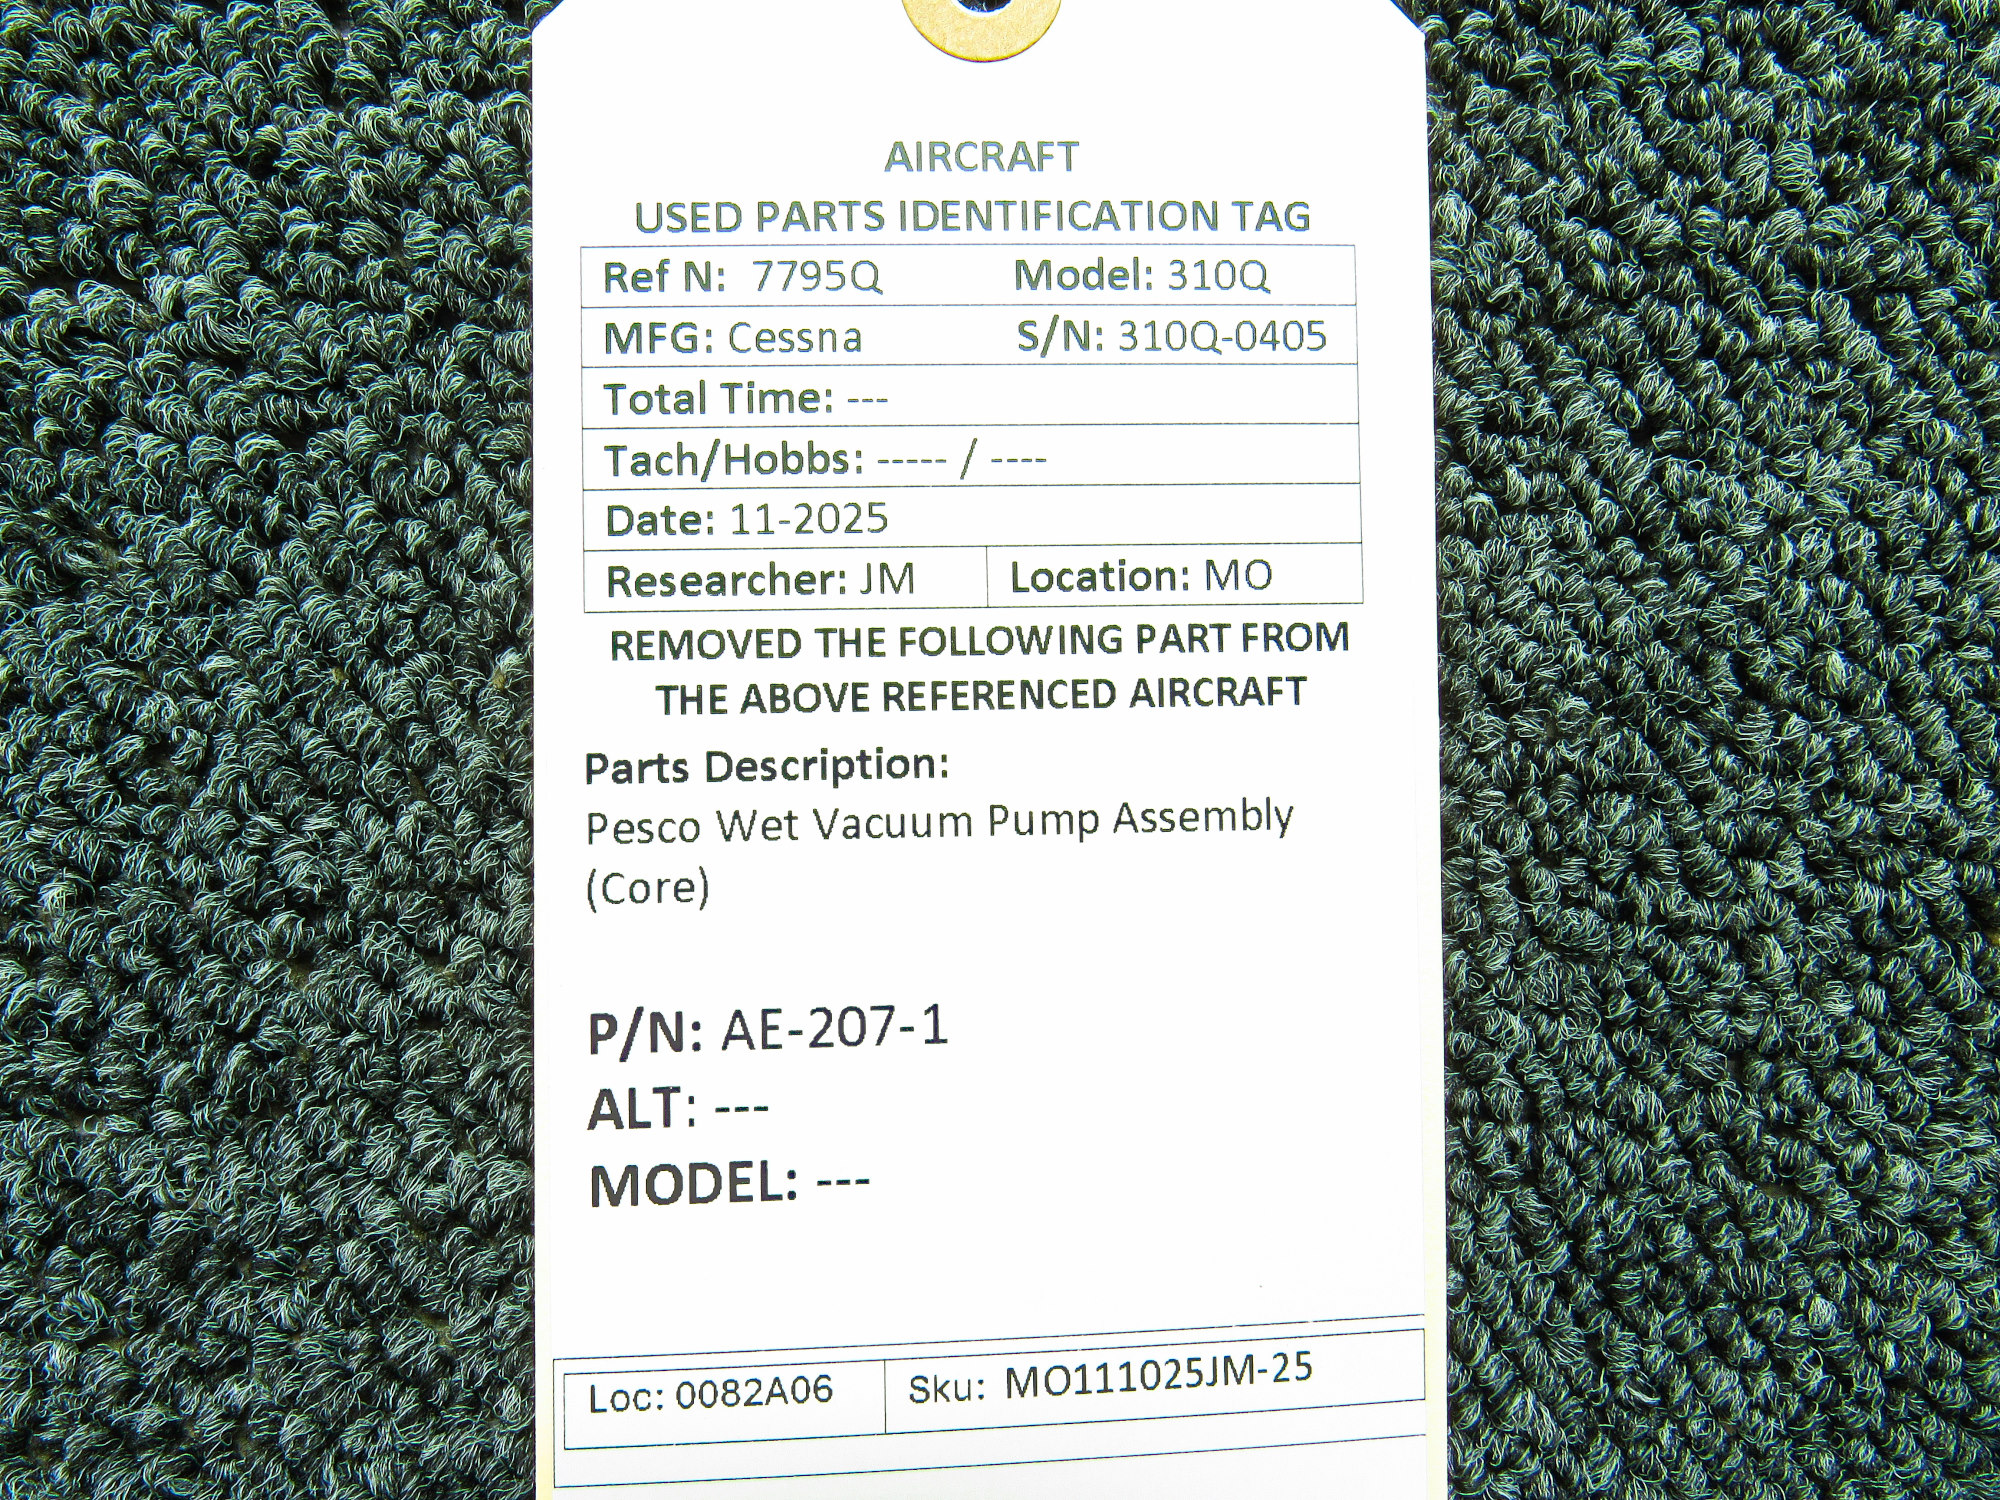 AIRCRAFT
USED PARTS IDENTIFICATION TAG
Ref N: 7795Q Model: 310Q
MFG: Cessna S/N: 310Q-0405
Total Time: ---
Tach/Hobbs: ----- / ----
Date: 11-2025
Researcher: JM Location: MO
REMOVED THE FOLLOWING PART FROM
THE ABOVE REFERENCED AIRCRAFT
Parts Description:
Pesco Wet Vacuum Pump Assembly
(Core)
P/N: AE-207-1
ALT: ---
MODEL: ---
Loc: 0082A06 Sku: MO111025JM-25